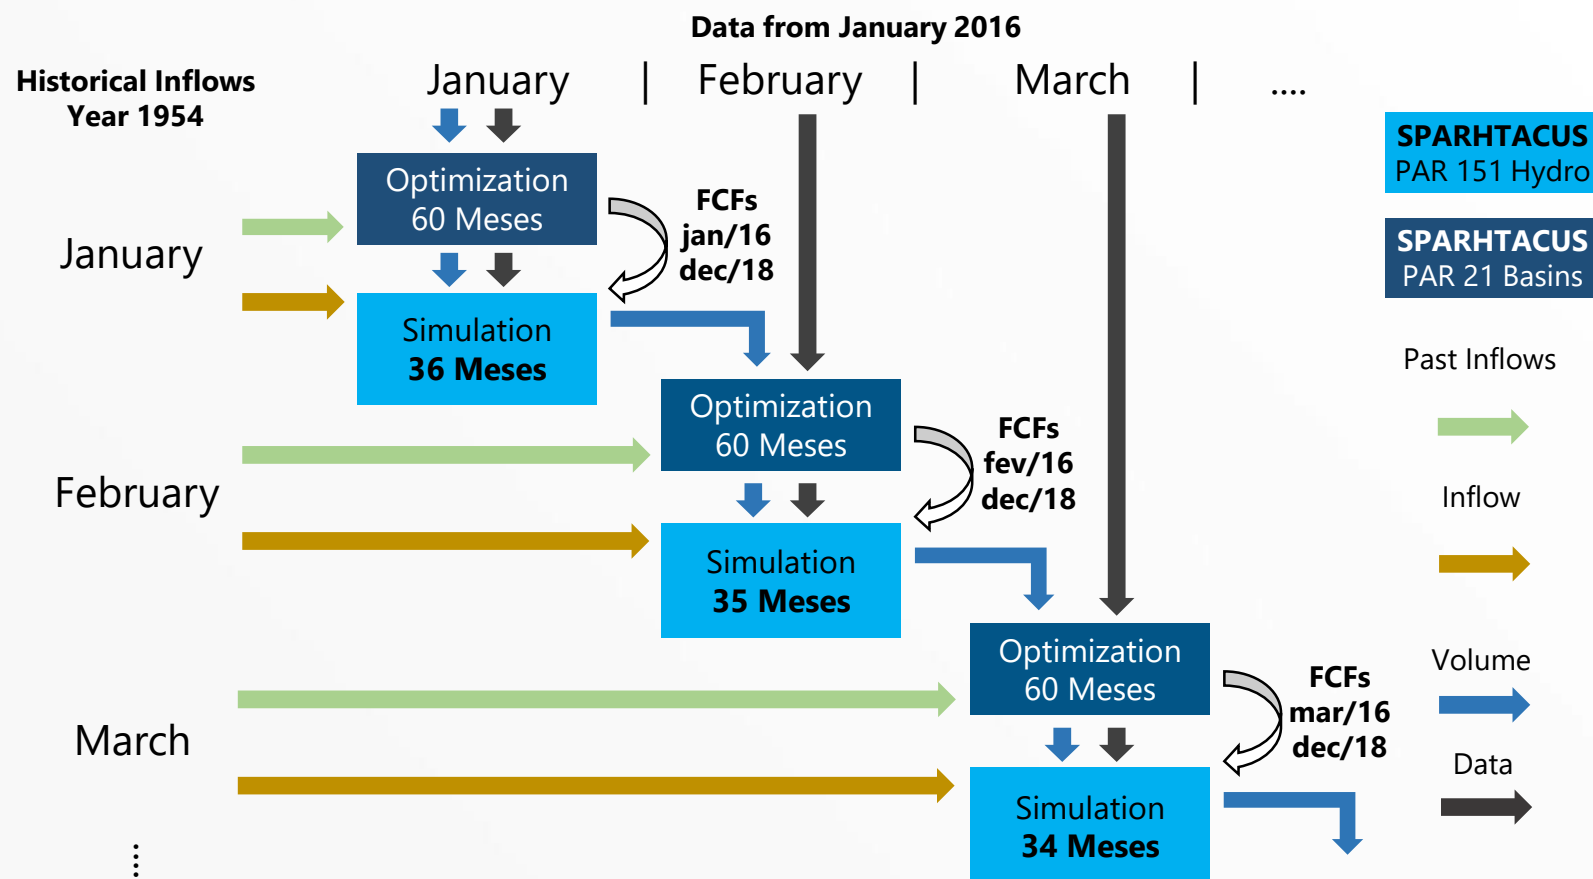 Data from January 2016
Historical Inflows
Year 1954
January | February | March | ....
SPARHTACUS
PAR 151 Hydro
SPARHTACUS
PAR 21 Basins
Past Inflows
Inflow
Volume
Data
January
Optimization
60 Meses
FCFs
jan/16
dec/18
Simulation
36 Meses
February
Optimization
60 Meses
FCFs
fev/16
dec/18
Simulation
35 Meses
March
Optimization
60 Meses
FCFs
mar/16
dec/18
Simulation
34 Meses